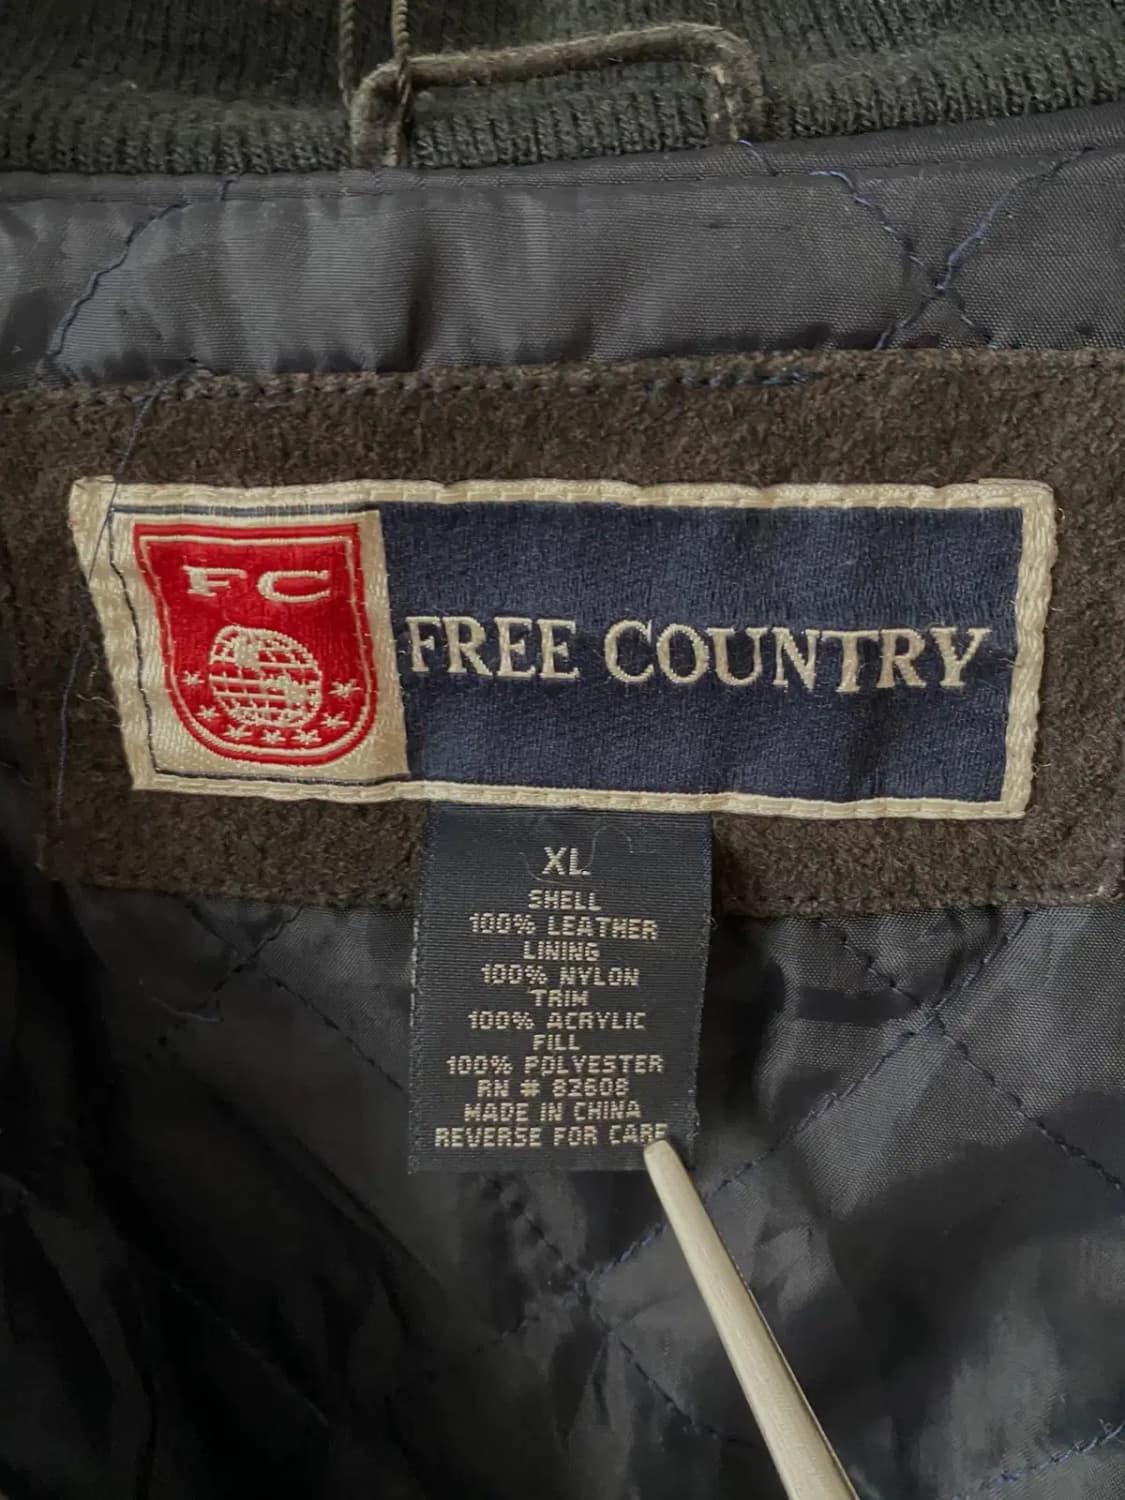 FC
FREE COUNTRY
XL
SHELL
100% LEATHER
LINING
100% NYLON
TRIM
100% ACRYLIC
FILL
100% POLYESTER
RN # 82608
MADE IN CHINA
REVERSE FOR CARE